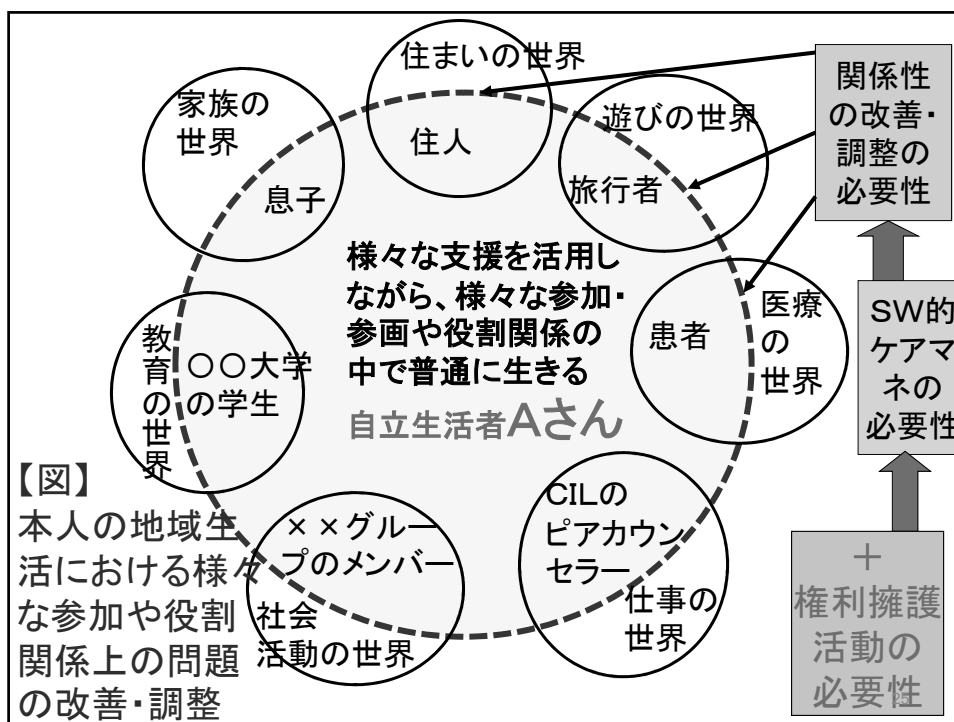 住まいの世界
住人
家族の
世界
息子
遊びの世界
旅行者
関係性
の改善・
調整の
必要性
様々な支援を活用し
ながら、様々な参加・
参画や役割関係の
中で普通に生きる
自立生活者Aさん
患者
医療
の
世界
SW的
ケアマ
ネの
必要性
教育の世界
〇〇大学
の学生
××グルー
プのメンバー
社会
活動の世界
CILの
ピアカウン
セラー
仕事の
世界
＋
権利擁護
活動の
必要性
25
【図】
本人の地域生
活における様々
な参加や役割
関係上の問題
の改善・調整